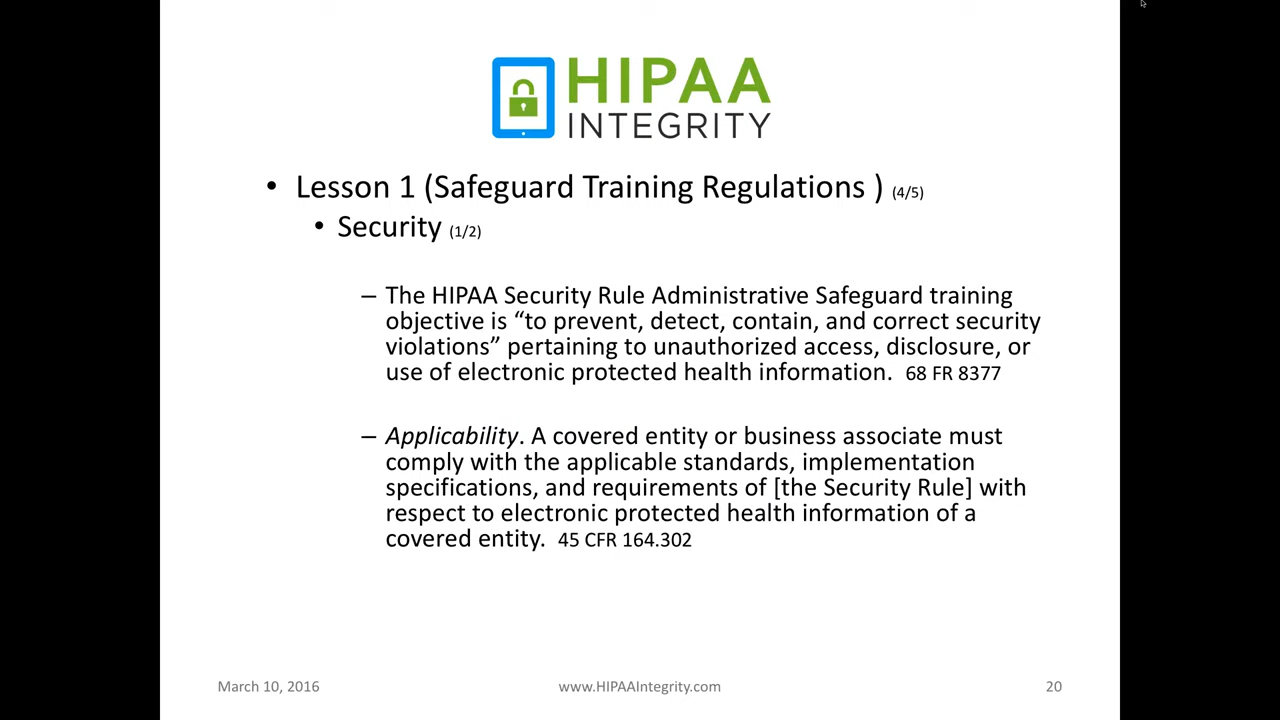 HIPAA
INTEGRITY
• Lesson 1 (Safeguard Training Regulations ) (4/5)
• Security (1/2)
– The HIPAA Security Rule Administrative Safeguard training
objective is “to prevent, detect, contain, and correct security
violations” pertaining to unauthorized access, disclosure, or
use of electronic protected health information. 68 FR 8377
– Applicability. A covered entity or business associate must
comply with the applicable standards, implementation
specifications, and requirements of [the Security Rule] with
respect to electronic protected health information of a
covered entity. 45 CFR 164.302
March 10, 2016
www.HIPAAIntegrity.com
20